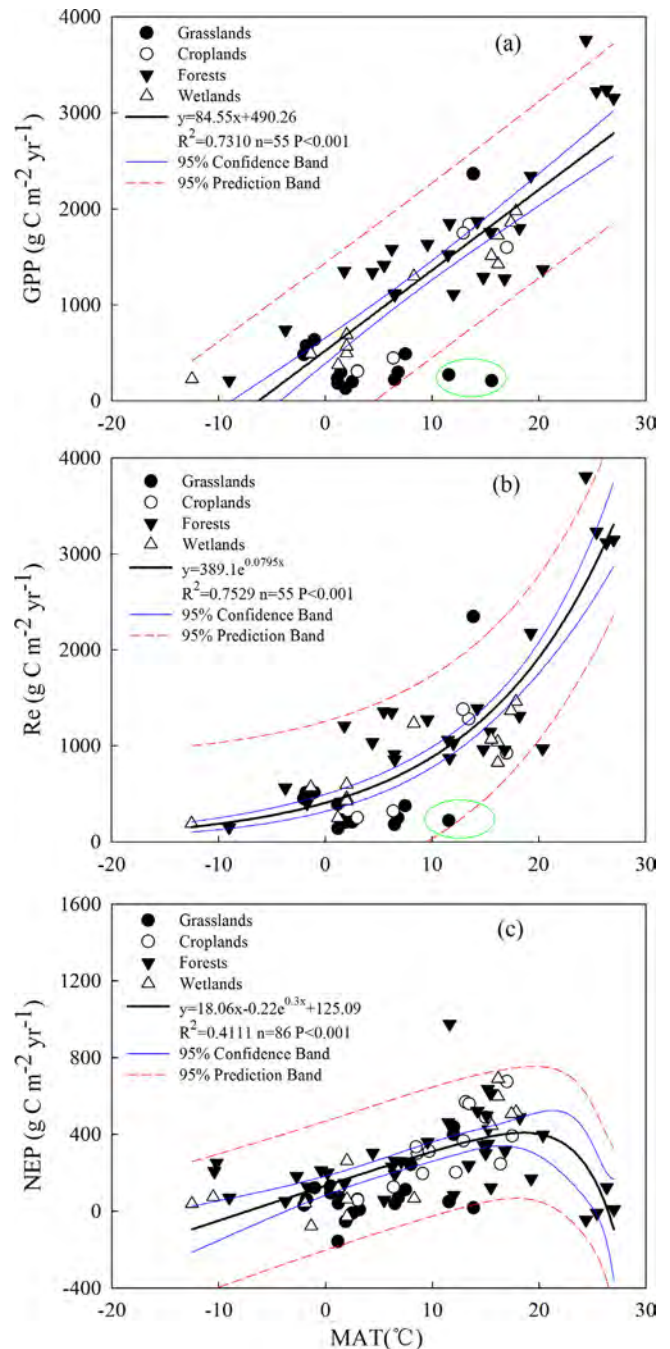 4000
(a)
Grasslands
Croplands
Forests
3000
Wetlands
y=84.55x+490.26
R²=0.7310 n=55 P<0.001
95% Confidence Band
2000
95% Prediction Band
GPP (g C m⁻² yr⁻¹)
1000
0
-20 -10 0 10 20 30
4000
Grasslands
(b)
Croplands
Forests
3000
Wetlands
y=389.1e^0.0795x
R²=0.7529 n=55 P<0.001
95% Confidence Band
2000
95% Prediction Band
Re (g C m⁻² yr⁻¹)
1000
0
-20 -10 0 10 20 30
1600
Grasslands
(c)
Croplands
Forests
1200
Wetlands
y=18.06x-0.22e^0.3x+125.09
R²=0.4111 n=86 P<0.001
95% Confidence Band
800
95% Prediction Band
NEP (g C m⁻² yr⁻¹)
400
0
-400
-20 -10 0 10 20 30
MAT(℃)